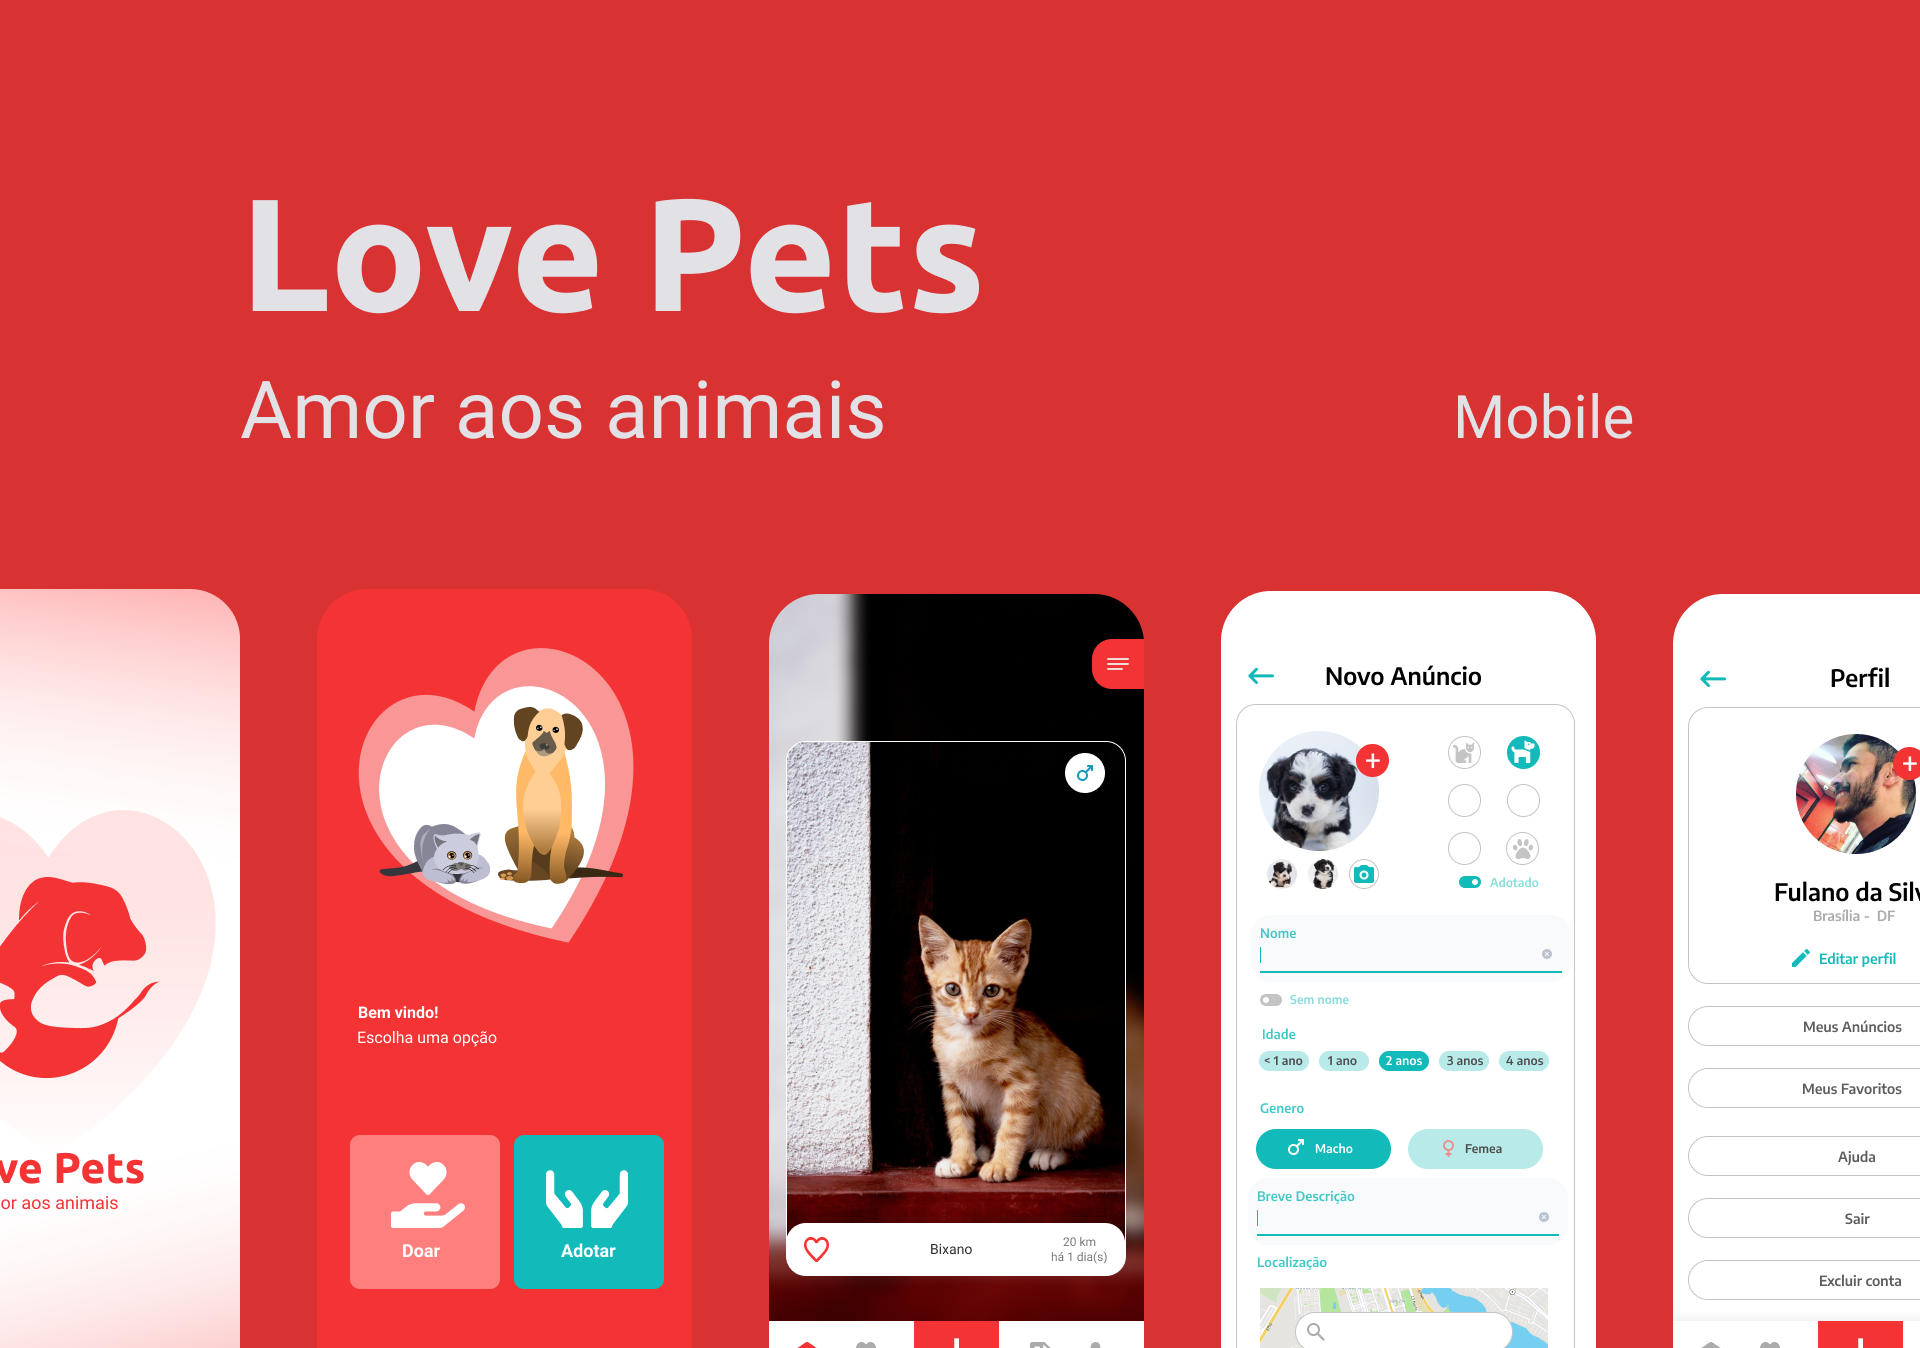 Love Pets
Amor aos animais
Mobile
ve Pets
or aos animais
Bem vindo!
Escolha uma opção
Doar
Adotar
Bixano
20 km
há 1 dia(s)
Novo Anúncio
Adotado
Nome
Sem nome
Idade
< 1 ano
1 ano
2 anos
3 anos
4 anos
Genero
Macho
Femea
Breve Descrição
Localização
Perfil
Fulano da Silv
Brasília - DF
Editar perfil
Meus Anúncios
Meus Favoritos
Ajuda
Sair
Excluir conta